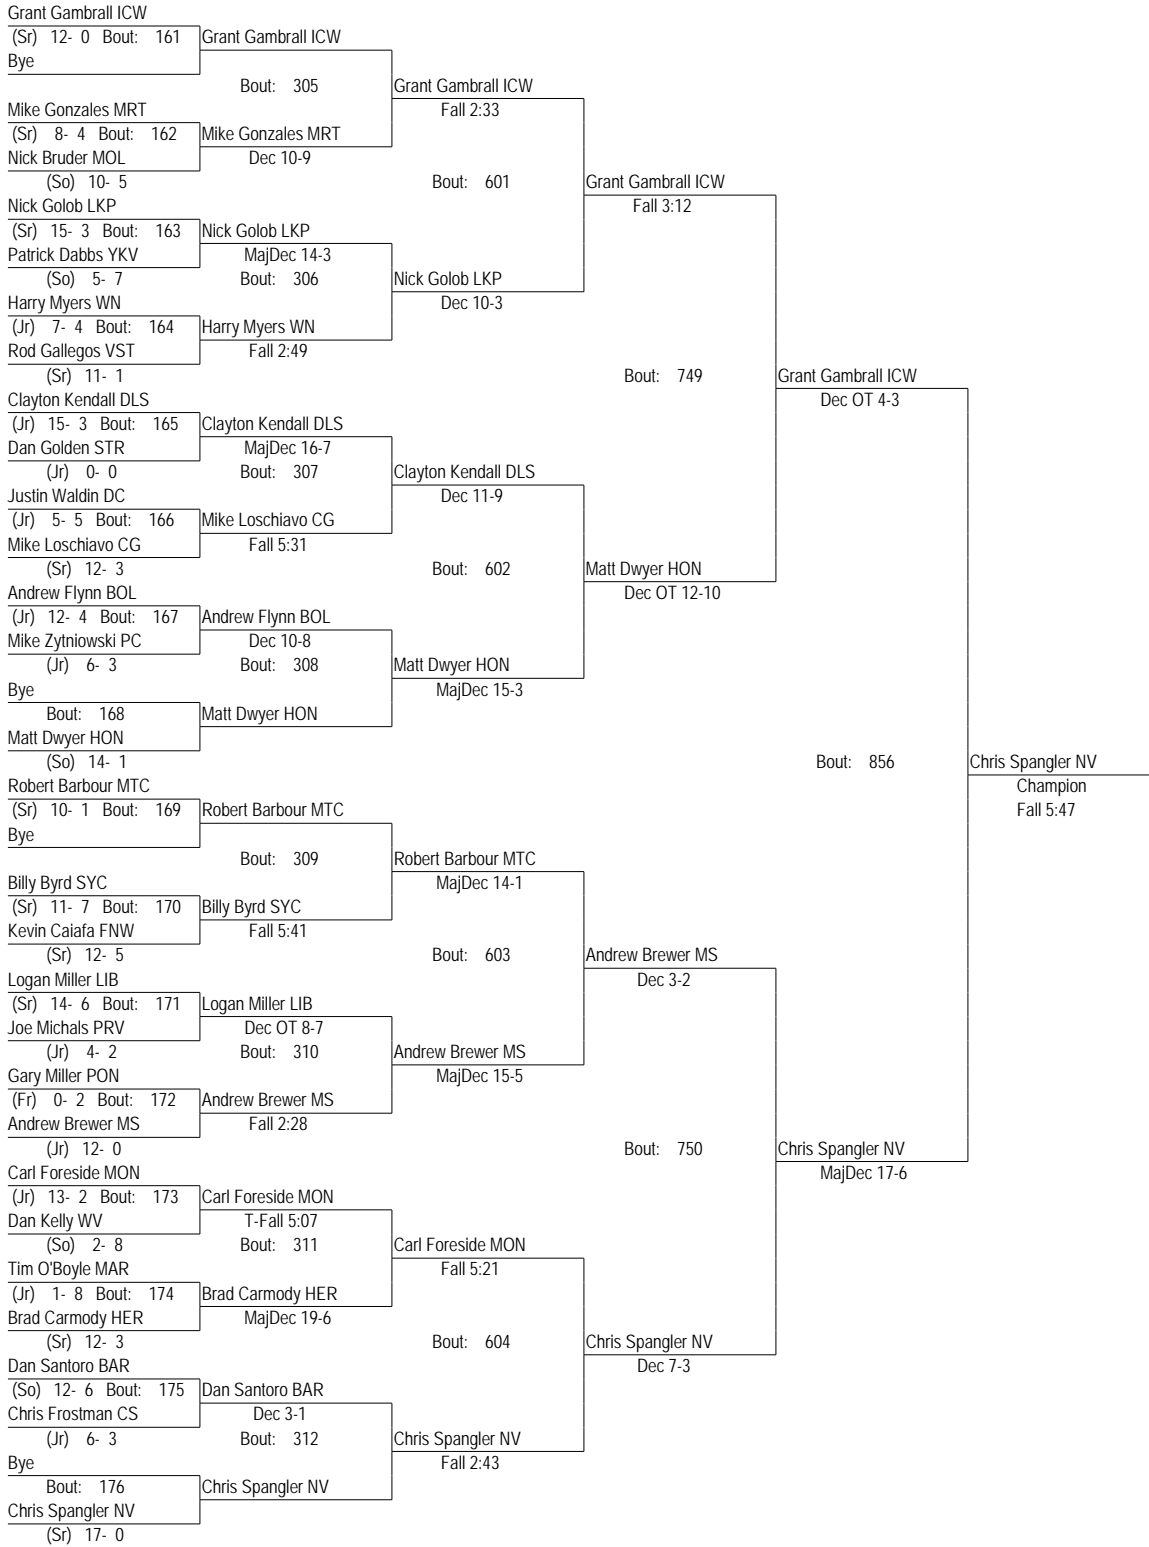 Grant Gambrall ICW
(Sr) 12- 0 Bout: 161 Grant Gambrall ICW
Bye
Bout: 305 Grant Gambrall ICW
Mike Gonzales MRT Fall 2:33
(Sr) 8- 4 Bout: 162 Mike Gonzales MRT
Nick Bruder MOL Dec 10-9
(So) 10- 5 Bout: 601 Grant Gambrall ICW
Nick Golob LKP Fall 3:12
(Sr) 15- 3 Bout: 163 Nick Golob LKP
Patrick Dabbs YKV MajDec 14-3
(So) 5- 7 Bout: 306 Nick Golob LKP
Harry Myers WN Dec 10-3
(Jr) 7- 4 Bout: 164 Harry Myers WN
Rod Gallegos VST Fall 2:49
(Sr) 11- 1 Bout: 749 Grant Gambrall ICW
Clayton Kendall DLS Dec OT 4-3
(Jr) 15- 3 Bout: 165 Clayton Kendall DLS
Dan Golden STR MajDec 16-7
(Jr) 0- 0 Bout: 307 Clayton Kendall DLS
Justin Waldin DC Dec 11-9
(Jr) 5- 5 Bout: 166 Mike Loschiavo CG
Mike Loschiavo CG Fall 5:31
(Sr) 12- 3 Bout: 602 Matt Dwyer HON
Andrew Flynn BOL Dec OT 12-10
(Jr) 12- 4 Bout: 167 Andrew Flynn BOL
Mike Zytniowski PC Dec 10-8
(Jr) 6- 3 Bout: 308 Matt Dwyer HON
Bye MajDec 15-3
Bout: 168 Matt Dwyer HON
Matt Dwyer HON
(So) 14- 1 Bout: 856 Chris Spangler NV
Robert Barbour MTC Champion
(Sr) 10- 1 Bout: 169 Robert Barbour MTC Fall 5:47
Bye
Bout: 309 Robert Barbour MTC
Billy Byrd SYC MajDec 14-1
(Sr) 11- 7 Bout: 170 Billy Byrd SYC
Kevin Caiafa FNW Fall 5:41
(Sr) 12- 5 Bout: 603 Andrew Brewer MS
Logan Miller LIB Dec 3-2
(Sr) 14- 6 Bout: 171 Logan Miller LIB
Joe Michals PRV Dec OT 8-7
(Jr) 4- 2 Bout: 310 Andrew Brewer MS
Gary Miller PON MajDec 15-5
(Fr) 0- 2 Bout: 172 Andrew Brewer MS
Andrew Brewer MS Fall 2:28
(Jr) 12- 0 Bout: 750 Chris Spangler NV
Carl Foreside MON MajDec 17-6
(Jr) 13- 2 Bout: 173 Carl Foreside MON
Dan Kelly WV T-Fall 5:07
(So) 2- 8 Bout: 311 Carl Foreside MON
Tim O'Boyle MAR Fall 5:21
(Jr) 1- 8 Bout: 174 Brad Carmody HER
Brad Carmody HER MajDec 19-6
(Sr) 12- 3 Bout: 604 Chris Spangler NV
Dan Santoro BAR Dec 7-3
(So) 12- 6 Bout: 175 Dan Santoro BAR
Chris Frostman CS Dec 3-1
(Jr) 6- 3 Bout: 312 Chris Spangler NV
Bye Fall 2:43
Bout: 176 Chris Spangler NV
Chris Spangler NV
(Sr) 17- 0